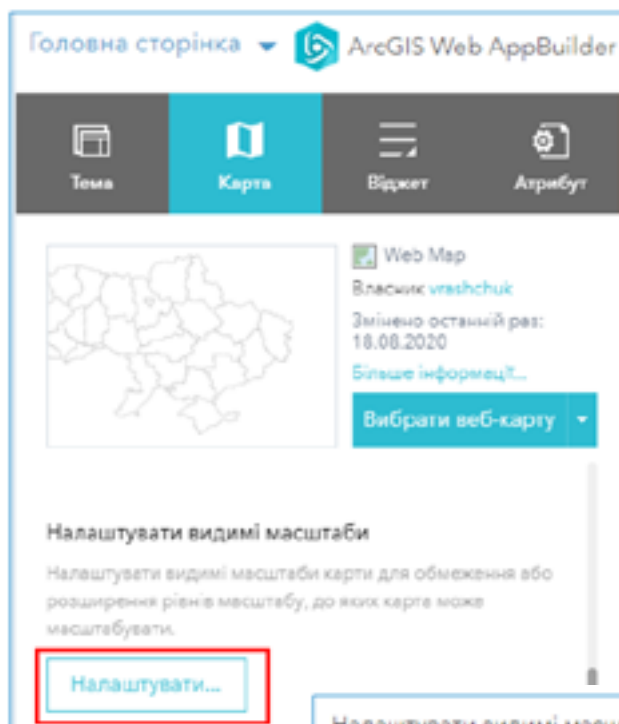 Головна сторінка
ArcGIS Web AppBuilder
Тема
Карта
Віджет
Атрибут
Web Map
Власник vrashchuk
Змінено останній раз:
18.08.2020
Більше інформації...
Вибрати веб-карту
Налаштувати видимі масштаби
Налаштувати видимі масштаби карти для обмеження або
розширення рівнів масштабу, до яких карта може
масштабувати.
Налаштувати...